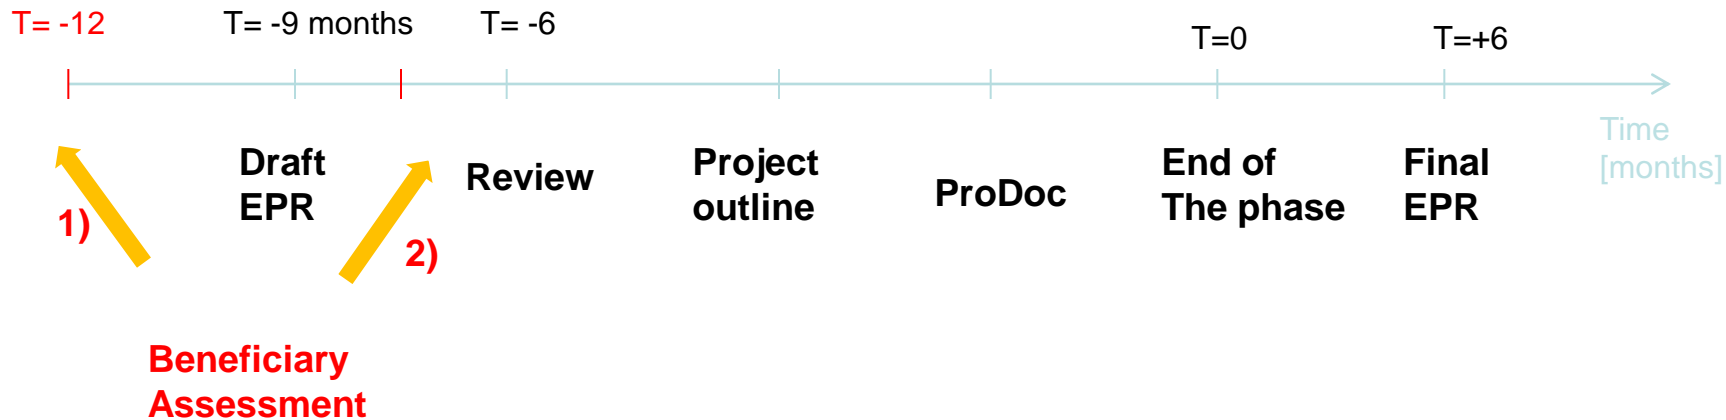 T= -12
T= -9 months
T= -6
T=0
T=+6
Time
[months]
Draft
EPR
Review
Project
outline
ProDoc
End of
The phase
Final
EPR
1)
2)
Beneficiary
Assessment